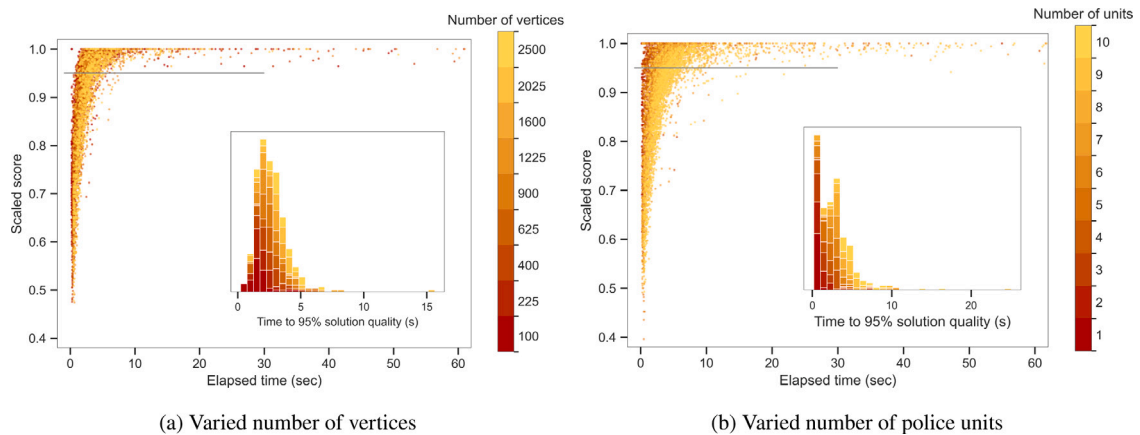 Number of vertices
1.0
0.9
0.8
0.7
0.6
0.5
0.4
Scaled score
0 10 20 30 40 50 60
Elapsed time (sec)
0 5 10 15
Time to 95% solution quality (s)
2500
2025
1600
1225
900
625
400
225
100
(a) Varied number of vertices
Number of units
1.0
0.9
0.8
0.7
0.6
0.5
0.4
Scaled score
0 10 20 30 40 50 60
Elapsed time (sec)
0 10 20
Time to 95% solution quality (s)
10
9
8
7
6
5
4
3
2
1
(b) Varied number of police units